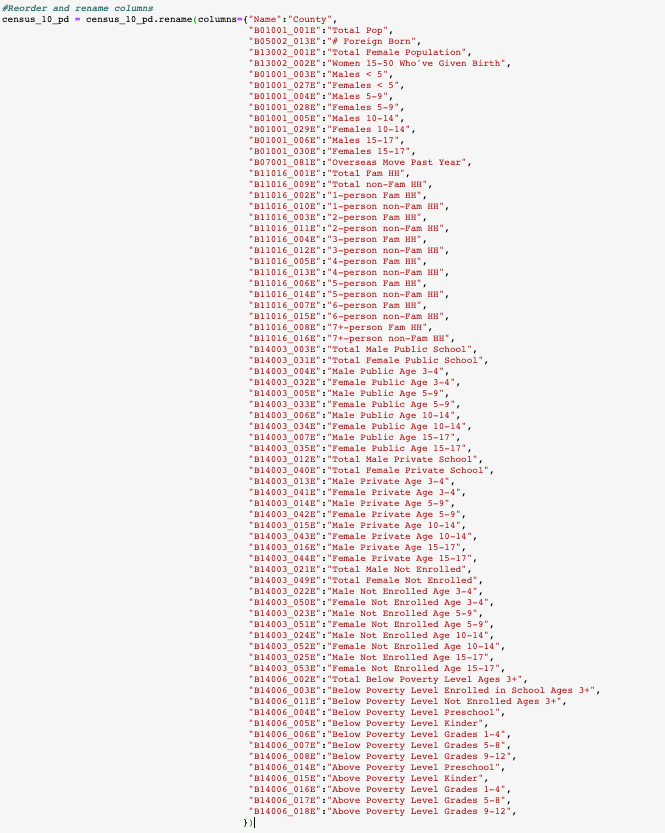 #Reorder and rename columns
census_10_pd = census_10_pd.rename(columns={"Name":"County",
"B01001_001E":"Total Pop",
"B05002_013E":"# Foreign Born",
"B13002_001E":"Total Female Population",
"B13002_002E":"Women 15-50 Who've Given Birth",
"B01001_003E":"Males < 5",
"B01001_027E":"Females < 5",
"B01001_004E":"Males 5-9",
"B01001_028E":"Females 5-9",
"B01001_005E":"Males 10-14",
"B01001_029E":"Females 10-14",
"B01001_006E":"Males 15-17",
"B01001_030E":"Females 15-17",
"B07001_081E":"Overseas Move Past Year",
"B11016_001E":"Total Fam HH",
"B11016_009E":"Total non-Fam HH",
"B11016_002E":"1-person Fam HH",
"B11016_010E":"1-person non-Fam HH",
"B11016_003E":"2-person Fam HH",
"B11016_011E":"2-person non-Fam HH",
"B11016_004E":"3-person Fam HH",
"B11016_012E":"3-person non-Fam HH",
"B11016_005E":"4-person Fam HH",
"B11016_013E":"4-person non-Fam HH",
"B11016_006E":"5-person Fam HH",
"B11016_014E":"5-person non-Fam HH",
"B11016_007E":"6-person Fam HH",
"B11016_015E":"6-person non-Fam HH",
"B11016_008E":"7+-person Fam HH",
"B11016_016E":"7+-person non-Fam HH",
"B14003_003E":"Total Male Public School",
"B14003_031E":"Total Female Public School",
"B14003_004E":"Male Public Age 3-4",
"B14003_032E":"Female Public Age 3-4",
"B14003_005E":"Male Public Age 5-9",
"B14003_033E":"Female Public Age 5-9",
"B14003_006E":"Male Public Age 10-14",
"B14003_034E":"Female Public Age 10-14",
"B14003_007E":"Male Public Age 15-17",
"B14003_035E":"Female Public Age 15-17",
"B14003_012E":"Total Male Private School",
"B14003_040E":"Total Female Private School",
"B14003_013E":"Male Private Age 3-4",
"B14003_041E":"Female Private Age 3-4",
"B14003_014E":"Male Private Age 5-9",
"B14003_042E":"Female Private Age 5-9",
"B14003_015E":"Male Private Age 10-14",
"B14003_043E":"Female Private Age 10-14",
"B14003_016E":"Male Private Age 15-17",
"B14003_044E":"Female Private Age 15-17",
"B14003_021E":"Total Male Not Enrolled",
"B14003_049E":"Total Female Not Enrolled",
"B14003_022E":"Male Not Enrolled Age 3-4",
"B14003_050E":"Female Not Enrolled Age 3-4",
"B14003_023E":"Male Not Enrolled Age 5-9",
"B14003_051E":"Female Not Enrolled Age 5-9",
"B14003_024E":"Male Not Enrolled Age 10-14",
"B14003_052E":"Female Not Enrolled Age 10-14",
"B14003_025E":"Male Not Enrolled Age 15-17",
"B14003_053E":"Female Not Enrolled Age 15-17",
"B14006_002E":"Total Below Poverty Level Ages 3+",
"B14006_003E":"Below Poverty Level Enrolled in School Ages 3+",
"B14006_011E":"Below Poverty Level Not Enrolled Ages 3+",
"B14006_004E":"Below Poverty Level Preschool",
"B14006_005E":"Below Poverty Level Kinder",
"B14006_006E":"Below Poverty Level Grades 1-4",
"B14006_007E":"Below Poverty Level Grades 5-8",
"B14006_008E":"Below Poverty Level Grades 9-12",
"B14006_014E":"Above Poverty Level Preschool",
"B14006_015E":"Above Poverty Level Kinder",
"B14006_016E":"Above Poverty Level Grades 1-4",
"B14006_017E":"Above Poverty Level Grades 5-8",
"B14006_018E":"Above Poverty Level Grades 9-12",
})